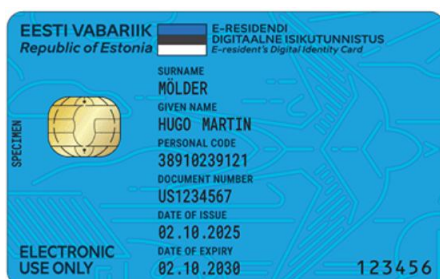 EESTI VABARIIK
Republic of Estonia
E-RESIDENDI
DIGITAALNE ISIKUTUNNISTUS
E-resident's Digital Identity Card
SURNAME
MÖLDER
GIVEN NAME
HUGO MARTIN
PERSONAL CODE
38910239121
DOCUMENT NUMBER
US1234567
DATE OF ISSUE
02.10.2025
DATE OF EXPIRY
02.10.2030
SPECIMEN
ELECTRONIC
USE ONLY
123456